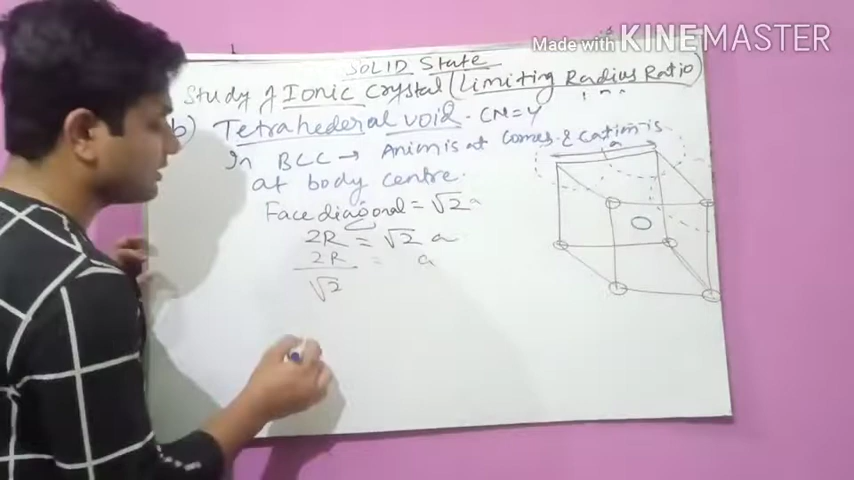 Made with KINEMASTER
SOLID State
Study of Ionic Crystal (Limiting Radius Ratio)
b) Tetrahederal void. CN=4
In BCC → Anion is at Cornes. & Cation is
at body centre.
a
Face diagonal = √2 a
2R = √2 a
2R = a
√2